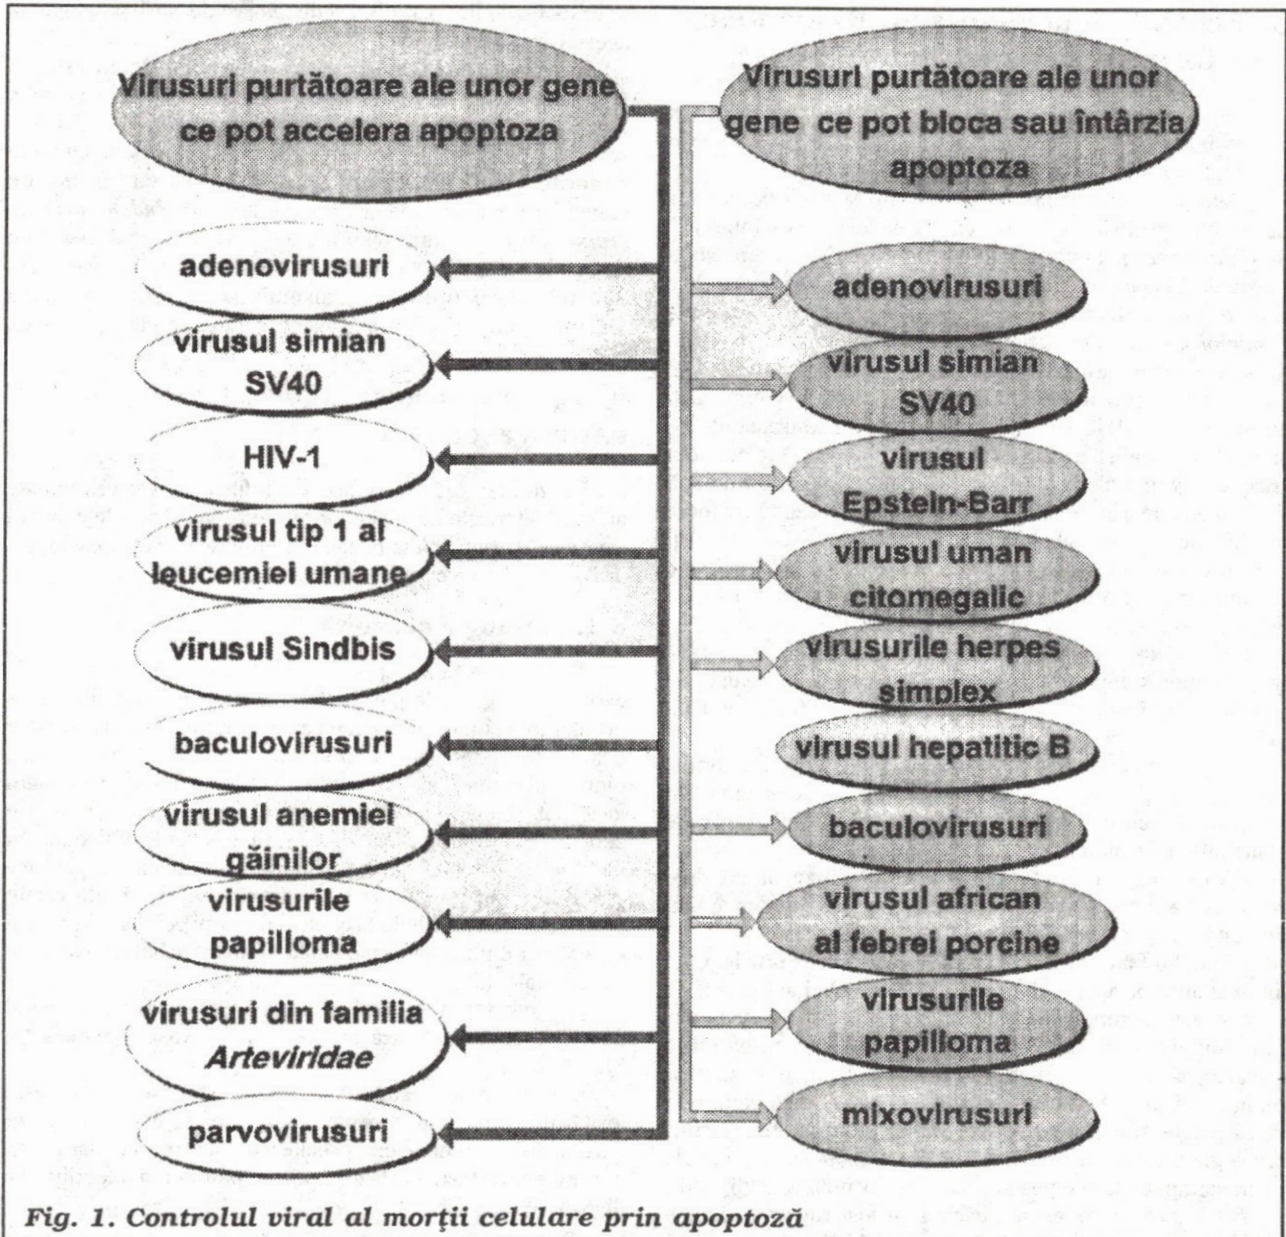 Virusuri purtătoare ale unor gene
ce pot accelera apoptoza
adenovirusuri
virusul simian
SV40
HIV-1
virusul tip 1 al
leucemiei umane
virusul Sindbis
baculovirusuri
virusul anemiei
găinilor
virusurile
papilloma
virusuri din familia
Arteviridae
parvovirusuri
Virusuri purtătoare ale unor
gene ce pot bloca sau întârzia
apoptoza
adenovirusuri
virusul simian
SV40
virusul
Epstein-Barr
virusul uman
citomegalic
virusurile herpes
simplex
virusul hepatitic B
baculovirusuri
virusul african
al febrei porcine
virusurile
papilloma
mixovirusuri
Fig. 1. Controlul viral al morţii celulare prin apoptoză